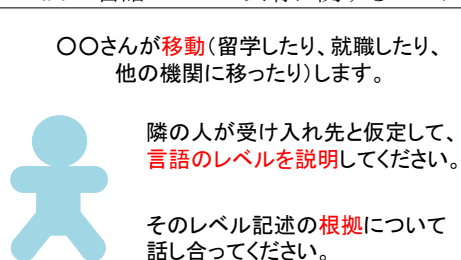 〇〇さんが移動(留学したり、就職したり、
他の機関に移ったり)します。
隣の人が受け入れ先と仮定して、
言語のレベルを説明してください。
そのレベル記述の根拠について
話し合ってください。